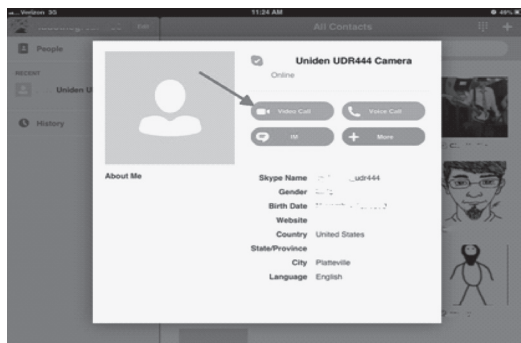 Verizon 3G 11:24 AM 49%
Edit All Contacts
People
RECENT
Uniden U
History
Uniden UDR444 Camera
Online
Video Call Voice Call
IM More
About Me
Skype Name _udr444
Gender
Birth Date
Website
Country United States
State/Province
City Platteville
Language English